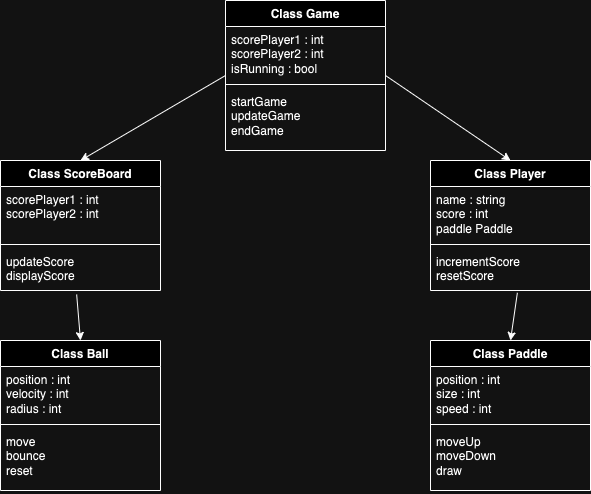 Class Game
scorePlayer1 : int
scorePlayer2 : int
isRunning : bool
startGame
updateGame
endGame
Class ScoreBoard
scorePlayer1 : int
scorePlayer2 : int
updateScore
displayScore
Class Player
name : string
score : int
paddle Paddle
incrementScore
resetScore
Class Ball
position : int
velocity : int
radius : int
move
bounce
reset
Class Paddle
position : int
size : int
speed : int
moveUp
moveDown
draw